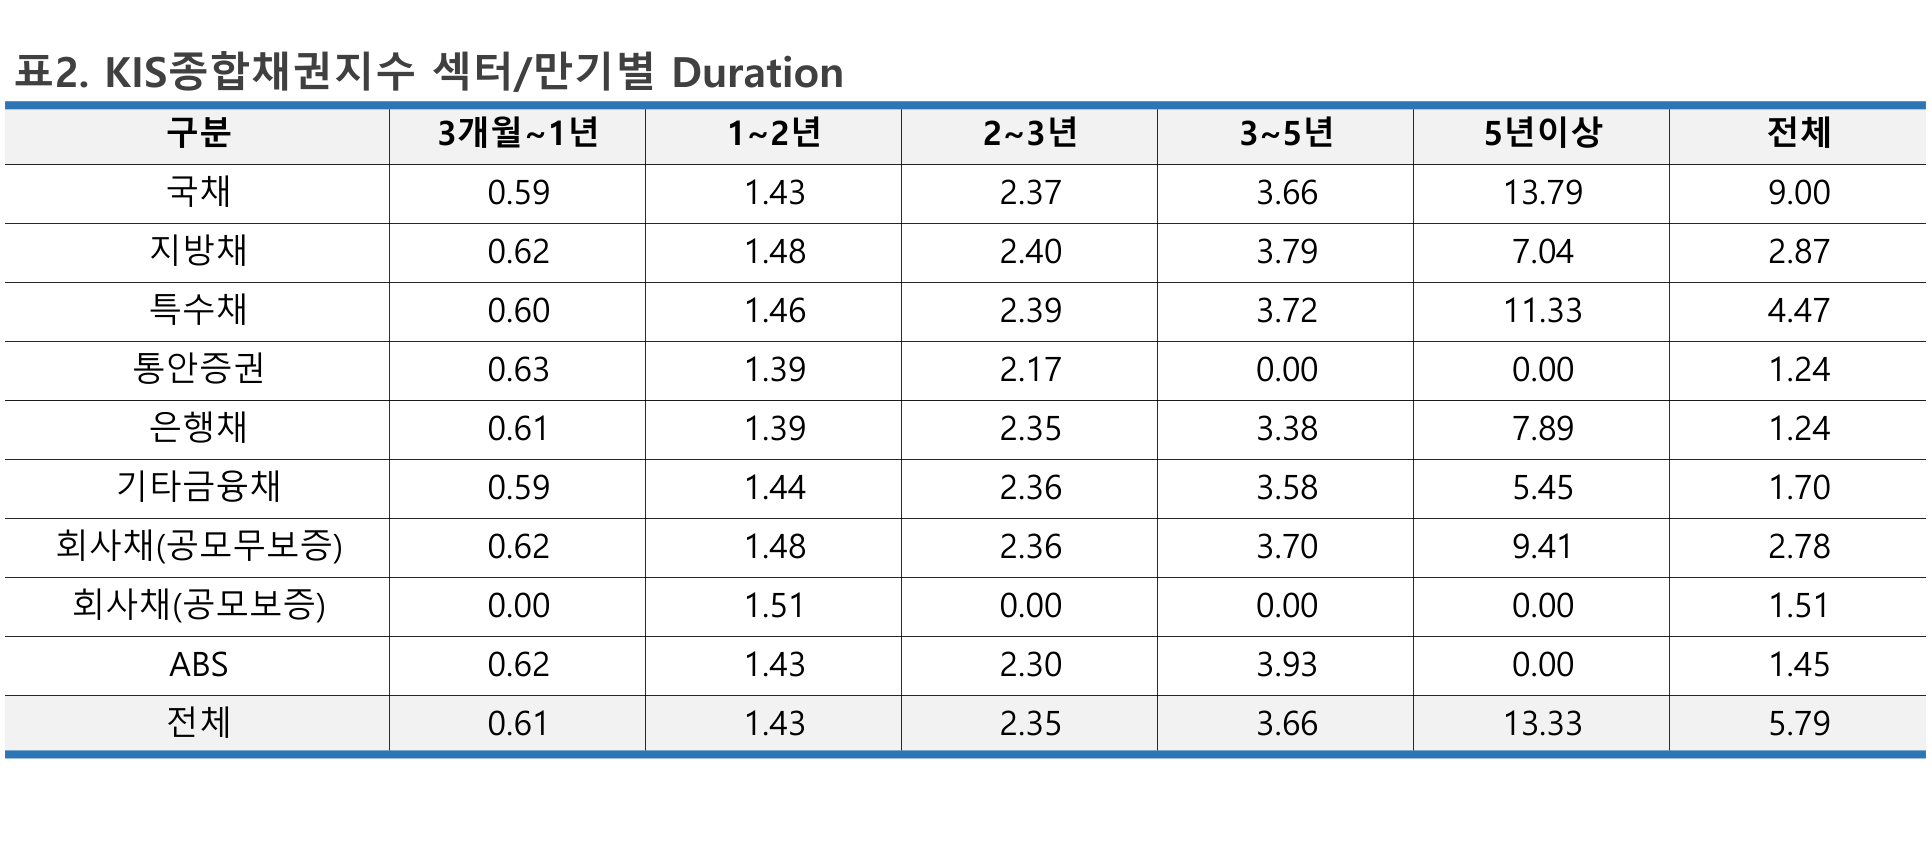 표2. KIS종합채권지수 섹터/만기별 Duration
구분 3개월~1년 1~2년 2~3년 3~5년 5년이상 전체
국채 0.59 1.43 2.37 3.66 13.79 9.00
지방채 0.62 1.48 2.40 3.79 7.04 2.87
특수채 0.60 1.46 2.39 3.72 11.33 4.47
통안증권 0.63 1.39 2.17 0.00 0.00 1.24
은행채 0.61 1.39 2.35 3.38 7.89 1.24
기타금융채 0.59 1.44 2.36 3.58 5.45 1.70
회사채(공모무보증) 0.62 1.48 2.36 3.70 9.41 2.78
회사채(공모보증) 0.00 1.51 0.00 0.00 0.00 1.51
ABS 0.62 1.43 2.30 3.93 0.00 1.45
전체 0.61 1.43 2.35 3.66 13.33 5.79